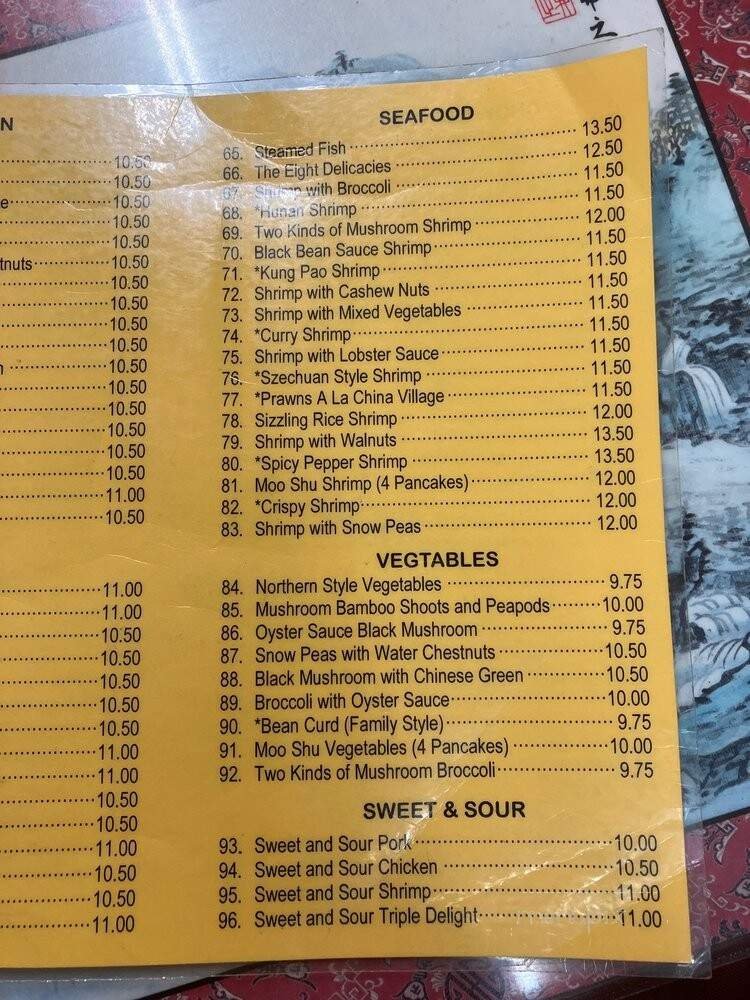 N
10.50
10.50
e 10.50
10.50
10.50
tnuts 10.50
10.50
10.50
10.50
10.50
n 10.50
10.50
10.50
10.50
10.50
10.50
11.00
10.50
11.00
11.00
10.50
10.50
10.50
10.50
10.50
11.00
11.00
10.50
10.50
11.00
10.50
10.50
11.00
SEAFOOD
65. Steamed Fish 13.50
66. The Eight Delicacies 12.50
67. Shrimp with Broccoli 11.50
68. *Hunan Shrimp 11.50
69. Two Kinds of Mushroom Shrimp 12.00
70. Black Bean Sauce Shrimp 11.50
71. *Kung Pao Shrimp 11.50
72. Shrimp with Cashew Nuts 11.50
73. Shrimp with Mixed Vegetables 11.50
74. *Curry Shrimp 11.50
75. Shrimp with Lobster Sauce 11.50
76. *Szechuan Style Shrimp 11.50
77. *Prawns A La China Village 11.50
78. Sizzling Rice Shrimp 12.00
79. Shrimp with Walnuts 13.50
80. *Spicy Pepper Shrimp 13.50
81. Moo Shu Shrimp (4 Pancakes) 12.00
82. *Crispy Shrimp 12.00
83. Shrimp with Snow Peas 12.00
VEGTABLES
84. Northern Style Vegetables 9.75
85. Mushroom Bamboo Shoots and Peapods 10.00
86. Oyster Sauce Black Mushroom 9.75
87. Snow Peas with Water Chestnuts 10.50
88. Black Mushroom with Chinese Green 10.50
89. Broccoli with Oyster Sauce 10.00
90. *Bean Curd (Family Style) 9.75
91. Moo Shu Vegetables (4 Pancakes) 10.00
92. Two Kinds of Mushroom Broccoli 9.75
SWEET & SOUR
93. Sweet and Sour Pork 10.00
94. Sweet and Sour Chicken 10.50
95. Sweet and Sour Shrimp 11.00
96. Sweet and Sour Triple Delight 11.00